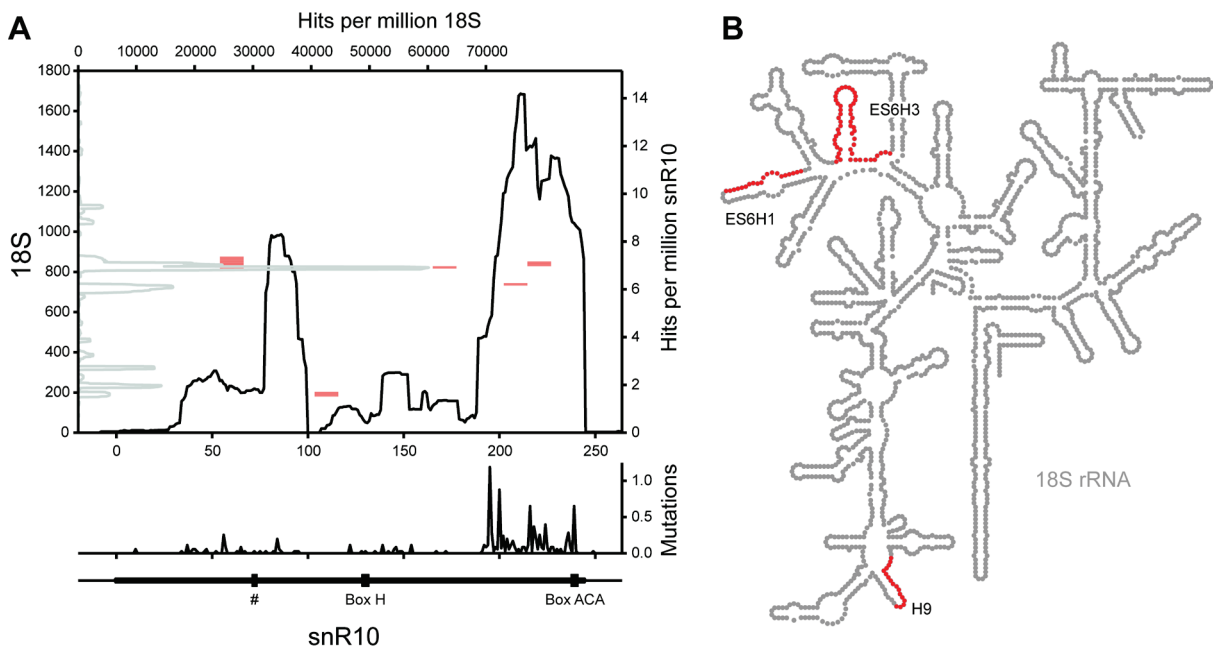 A
Hits per million 18S
0 10000 20000 30000 40000 50000 60000 70000
1800
1600
1400
1200
1000
800
600
400
200
0
18S
14
12
10
8
6
4
2
0
Hits per million snR10
0 50 100 150 200 250
1.0
0.5
0.0
Mutations
# Box H Box ACA
snR10
B
ES6H3
ES6H1
18S rRNA
H9